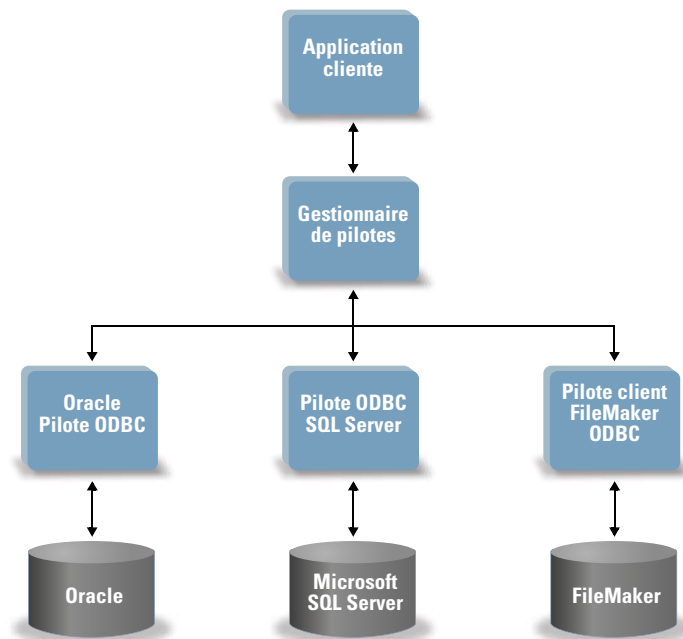 Application
cliente
Gestionnaire
de pilotes
Oracle
Pilote ODBC
Pilote ODBC
SQL Server
Pilote client
FileMaker
ODBC
Oracle
Microsoft
SQL Server
FileMaker